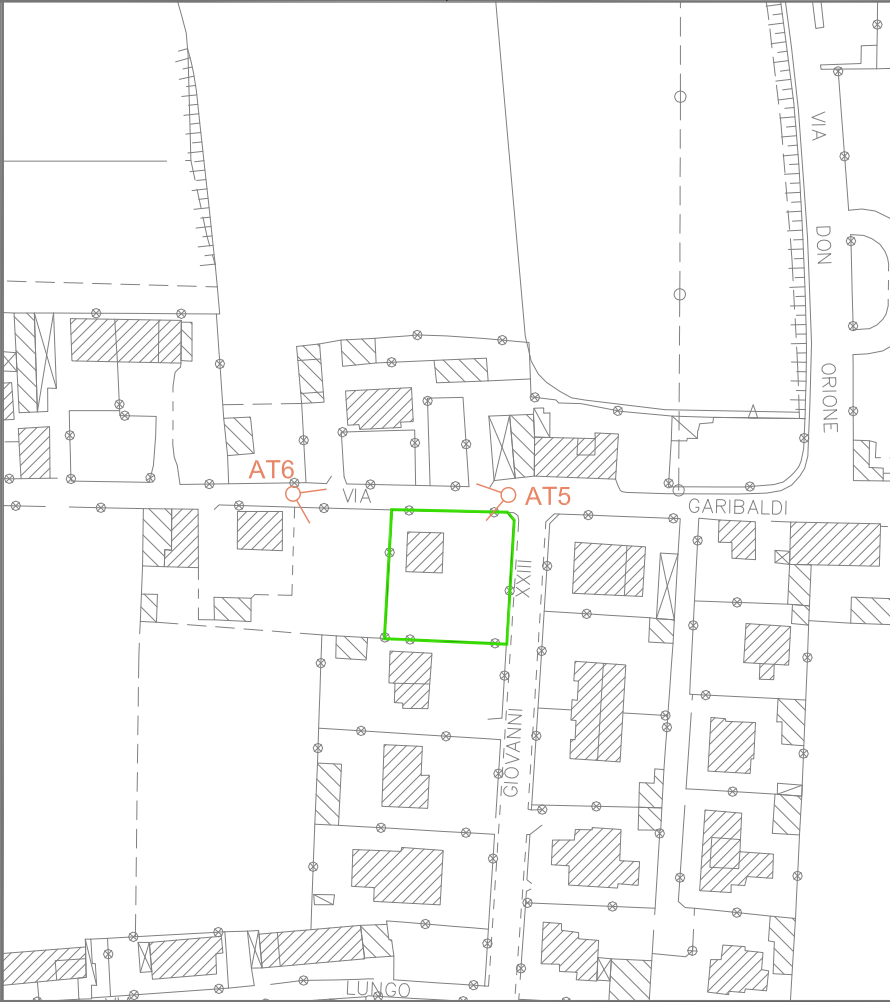 VIA
DON
ORIONE
AT6
VIA
AT5
GARIBALDI
XXIII
GIOVANNI
LUNGO